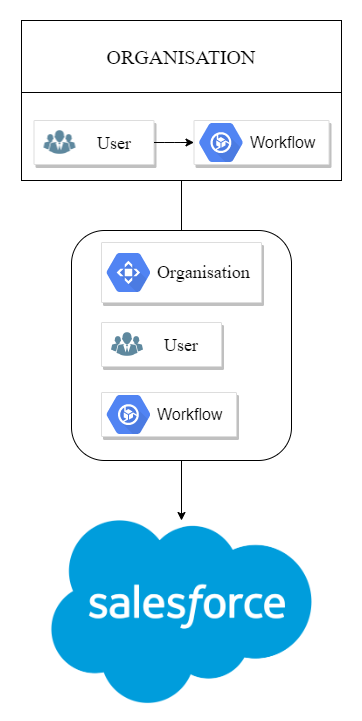 ORGANISATION
User
Workflow
Organisation
User
Workflow
salesforce